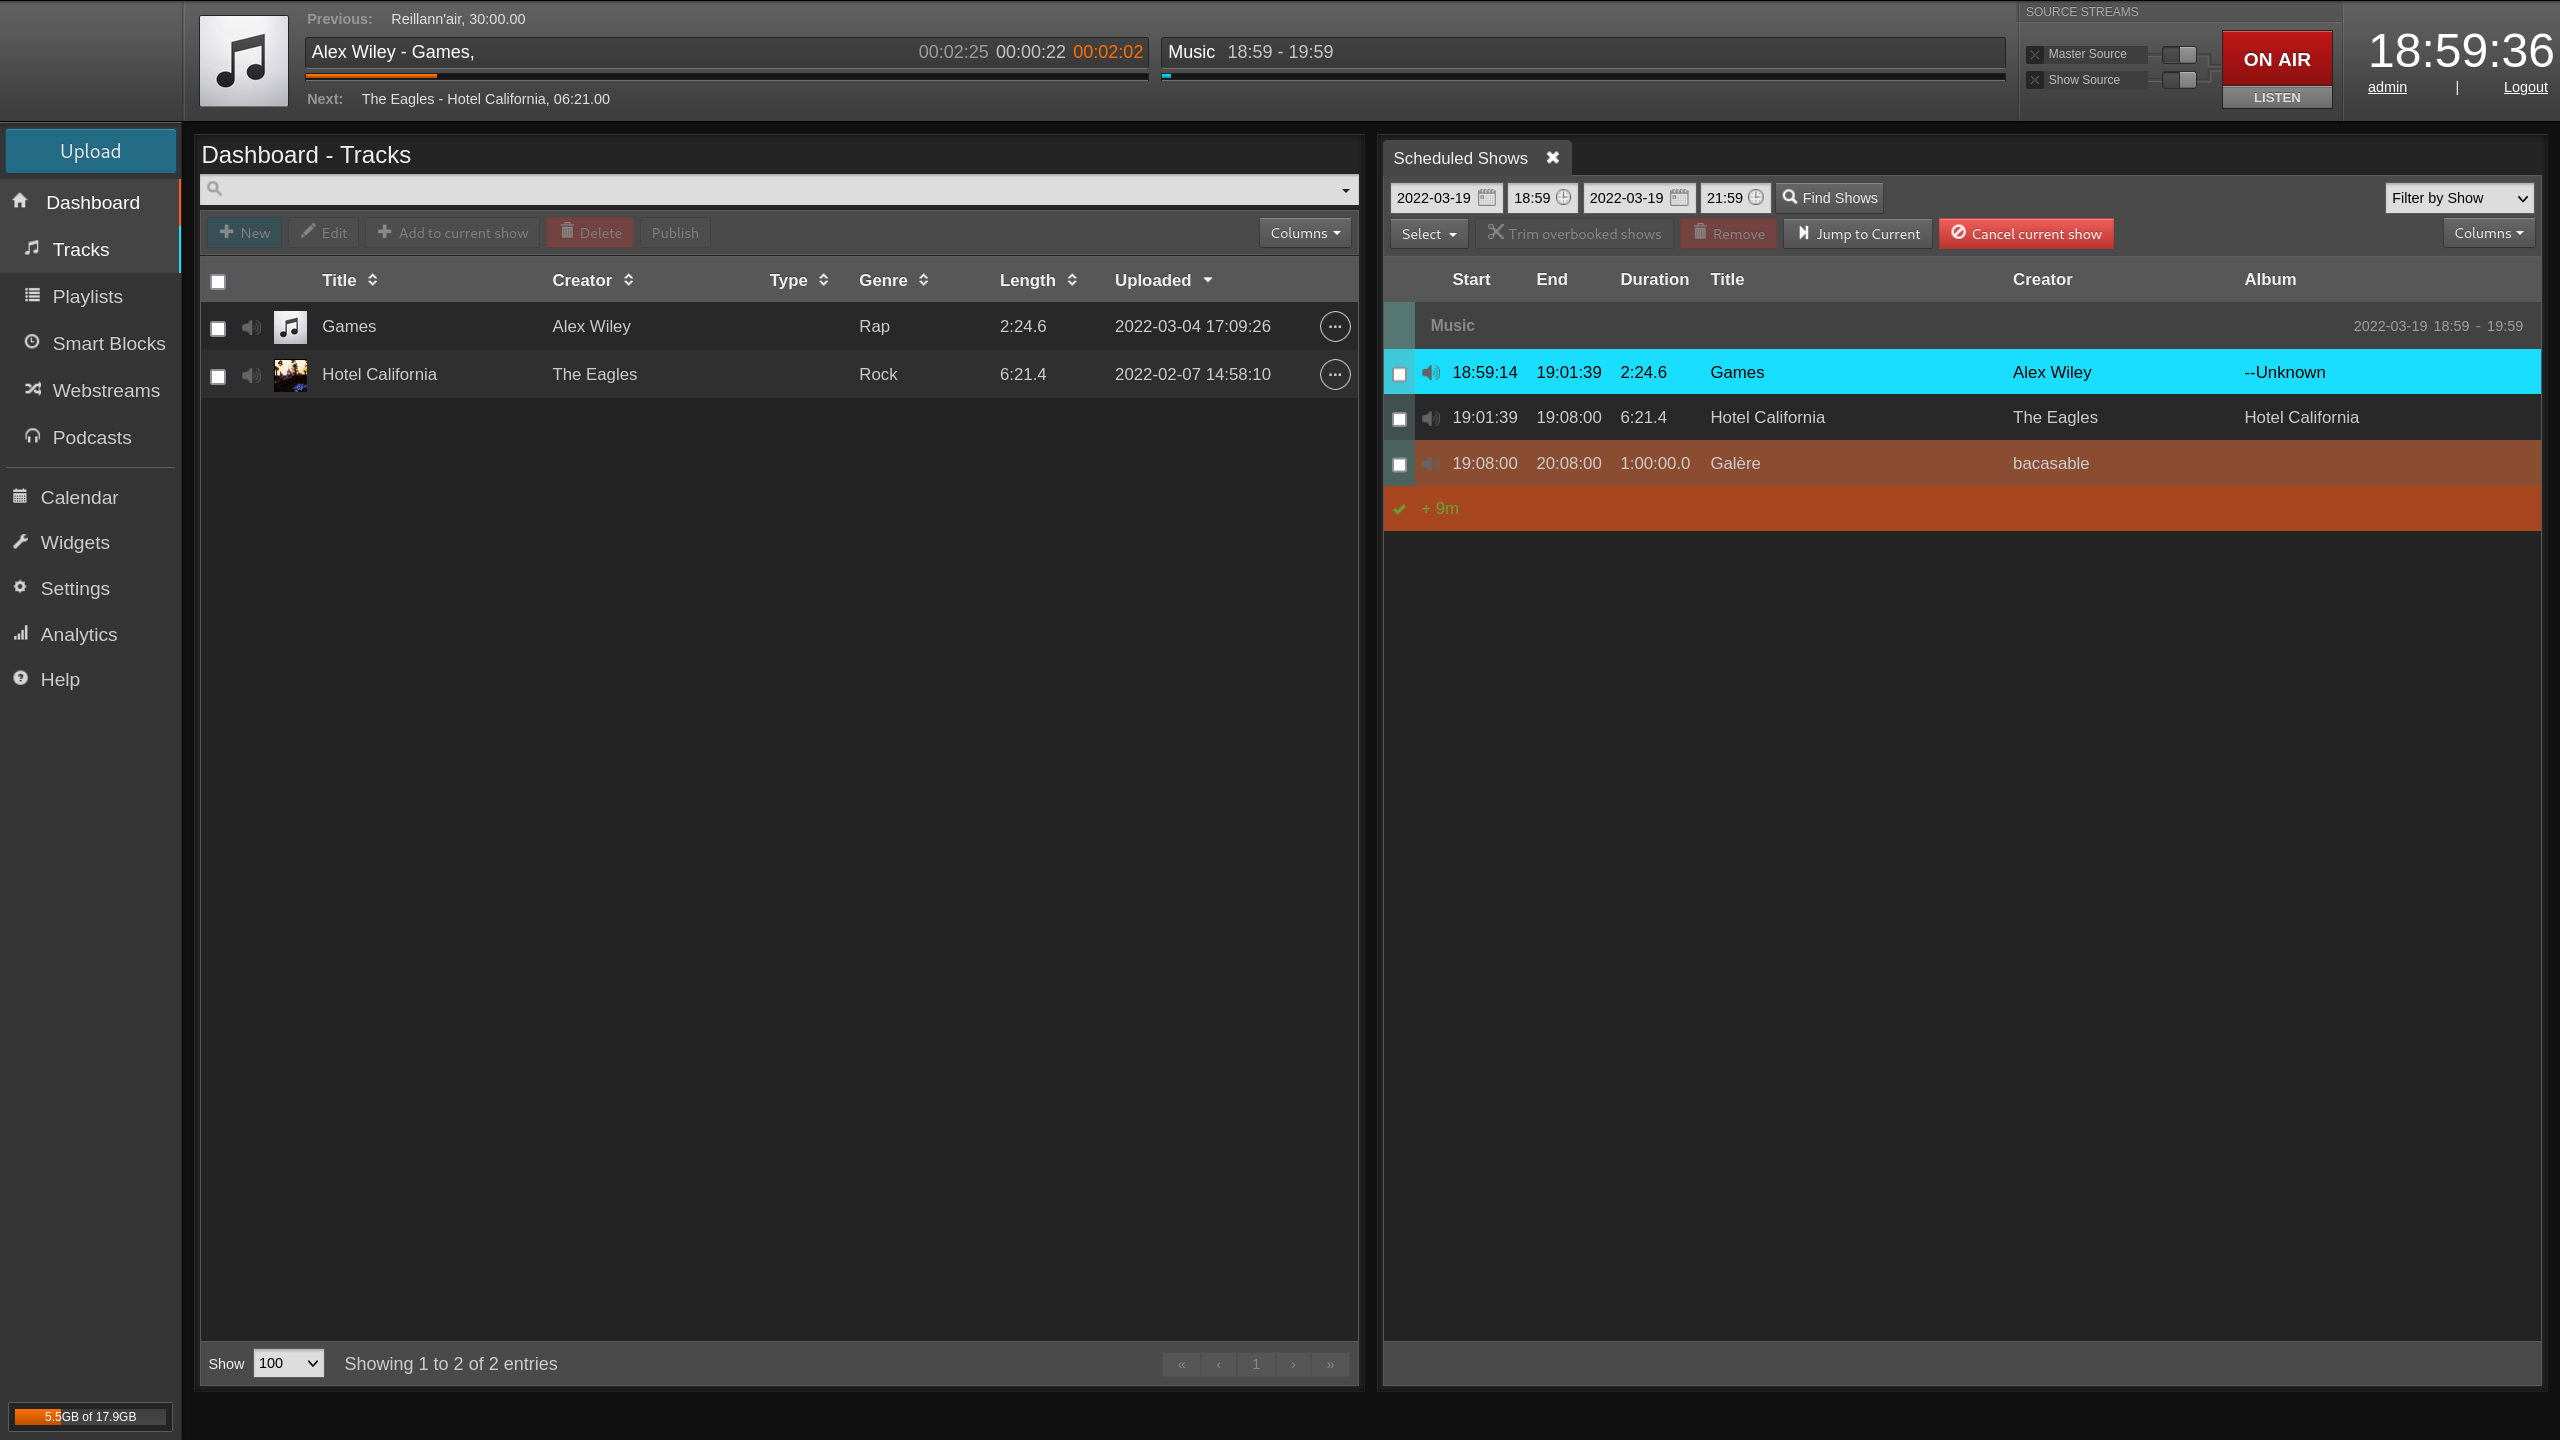 Previous: Reillann'air, 30:00.00
Alex Wiley - Games, 00:02:25 00:00:22 00:02:02
Music 18:59 - 19:59
Next: The Eagles - Hotel California, 06:21.00
SOURCE STREAMS
Master Source
Show Source
ON AIR
LISTEN
18:59:36
admin | Logout
Upload
Dashboard
Tracks
Playlists
Smart Blocks
Webstreams
Podcasts
Calendar
Widgets
Settings
Analytics
Help
5.5GB of 17.9GB
Dashboard - Tracks
New Edit Add to current show Delete Publish Columns
Title Creator Type Genre Length Uploaded
Games Alex Wiley Rap 2:24.6 2022-03-04 17:09:26
Hotel California The Eagles Rock 6:21.4 2022-02-07 14:58:10
Show 100 Showing 1 to 2 of 2 entries « ‹ 1 › »
Scheduled Shows
2022-03-19 18:59 2022-03-19 21:59 Find Shows Filter by Show
Select Trim overbooked shows Remove Jump to Current Cancel current show Columns
Start End Duration Title Creator Album
Music 2022-03-19 18:59 - 19:59
18:59:14 19:01:39 2:24.6 Games Alex Wiley --Unknown
19:01:39 19:08:00 6:21.4 Hotel California The Eagles Hotel California
19:08:00 20:08:00 1:00:00.0 Galère bacasable
+ 9m